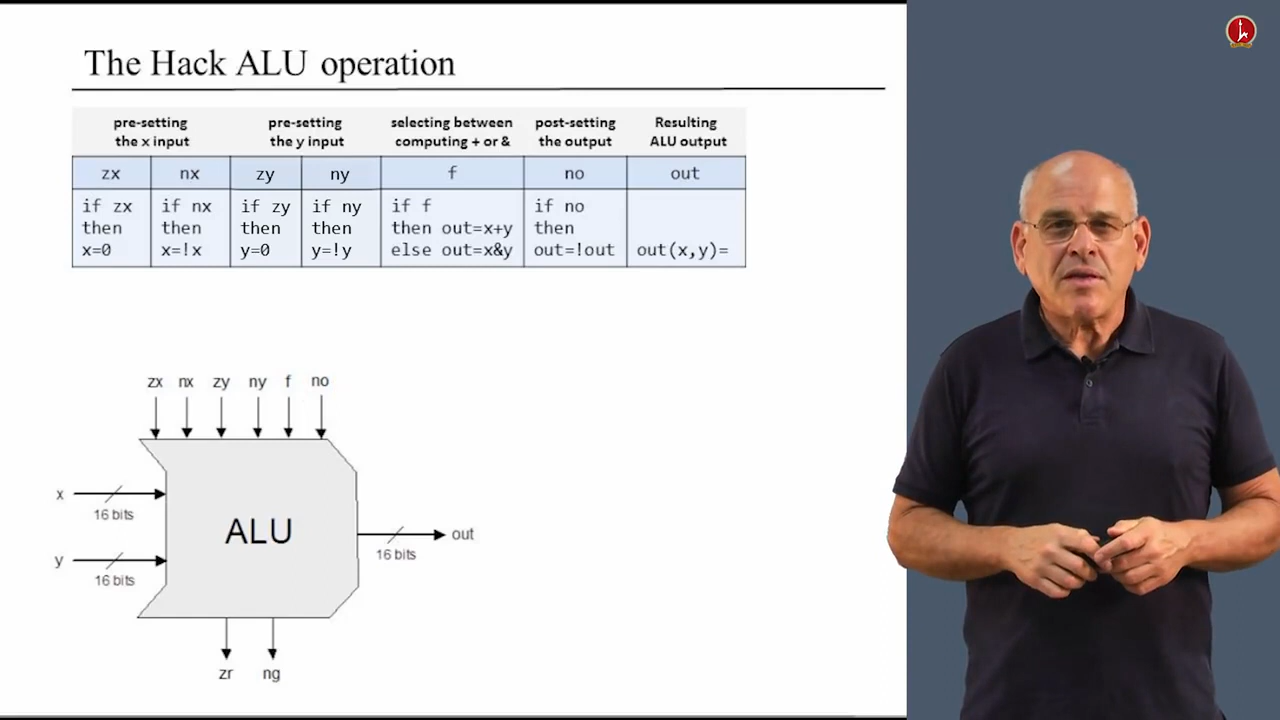 The Hack ALU operation
pre-setting the x input
pre-setting the y input
selecting between computing + or &
post-setting the output
Resulting ALU output
zx nx zy ny f no out
if zx then x=0
if nx then x=!x
if zy then y=0
if ny then y=!y
if f then out=x+y else out=x&y
if no then out=!out
out(x,y)=
zx nx zy ny f no
x
16 bits
ALU
out
16 bits
y
16 bits
zr ng